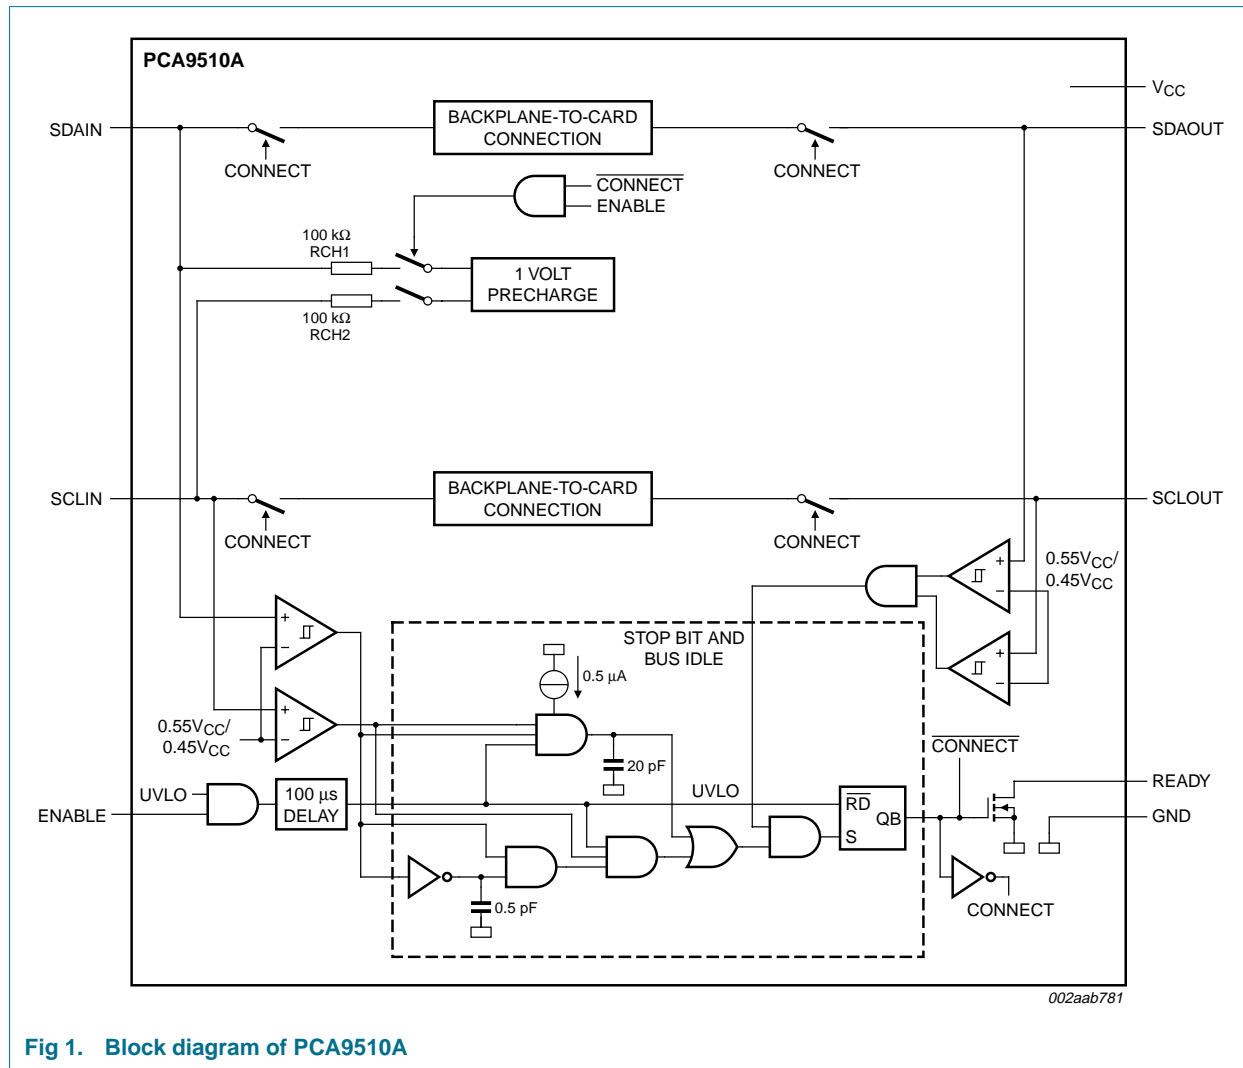 PCA9510A
VCC
SDAIN
BACKPLANE-TO-CARD
CONNECTION
SDAOUT
CONNECT
CONNECT
CONNECT
ENABLE
100 kΩ
RCH1
1 VOLT
PRECHARGE
100 kΩ
RCH2
SCLIN
BACKPLANE-TO-CARD
CONNECTION
SCLOUT
CONNECT
CONNECT
+
−
0.55VCC/
0.45VCC
+
−
+
−
STOP BIT AND
BUS IDLE
0.5 μA
+
−
0.55VCC/
0.45VCC
20 pF
CONNECT
UVLO
100 μs
DELAY
UVLO
RD
QB
S
READY
ENABLE
GND
0.5 pF
CONNECT
002aab781
Fig 1. Block diagram of PCA9510A